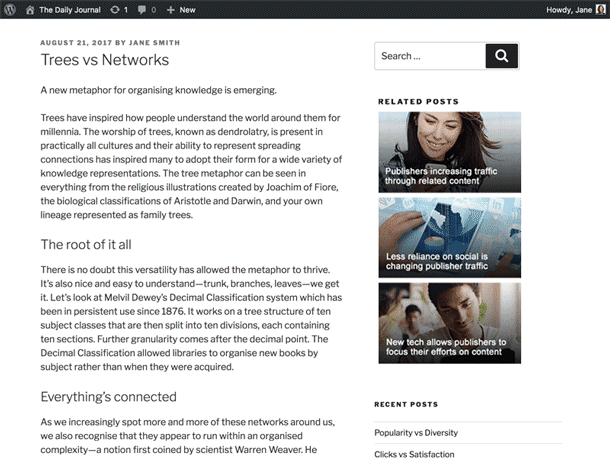 The Daily Journal 1 0 New Howdy, Jane
AUGUST 21, 2017 BY JANE SMITH
Trees vs Networks
A new metaphor for organising knowledge is emerging.
Trees have inspired how people understand the world around them for
millennia. The worship of trees, known as dendrolatry, is present in
practically all cultures and their ability to represent spreading
connections has inspired many to adopt their form for a wide variety of
knowledge representations. The tree metaphor can be seen in
everything from the religious illustrations created by Joachim of Fiore,
the biological classifications of Aristotle and Darwin, and your own
lineage represented as family trees.
The root of it all
There is no doubt this versatility has allowed the metaphor to thrive.
It's also nice and easy to understand—trunk, branches, leaves—we get
it. Let's look at Melvil Dewey's Decimal Classification system which has
been in persistent use since 1876. It works on a tree structure of ten
subject classes that are then split into ten divisions, each containing
ten sections. Further granularity comes after the decimal point. The
Decimal Classification allowed libraries to organise new books by
subject rather than when they were acquired.
Everything's connected
As we increasingly spot more and more of these networks around us,
we also recognise that they appear to run within an organised
complexity—a notion first coined by scientist Warren Weaver. He
Search …
RELATED POSTS
Publishers increasing traffic
through related content
Less reliance on social is
changing publisher traffic
New tech allows publishers to
focus their efforts on content
RECENT POSTS
Popularity vs Diversity
Clicks vs Satisfaction